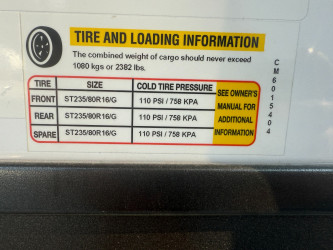 TIRE AND LOADING INFORMATION
The combined weight of cargo should never exceed
1080 kgs or 2382 lbs.
TIRE SIZE COLD TIRE PRESSURE
FRONT ST235/80R16/G 110 PSI / 758 KPA
REAR ST235/80R16/G 110 PSI / 758 KPA
SPARE ST235/80R16/G 110 PSI / 758 KPA
SEE OWNER'S
MANUAL FOR
ADDITIONAL
INFORMATION
CM6015404